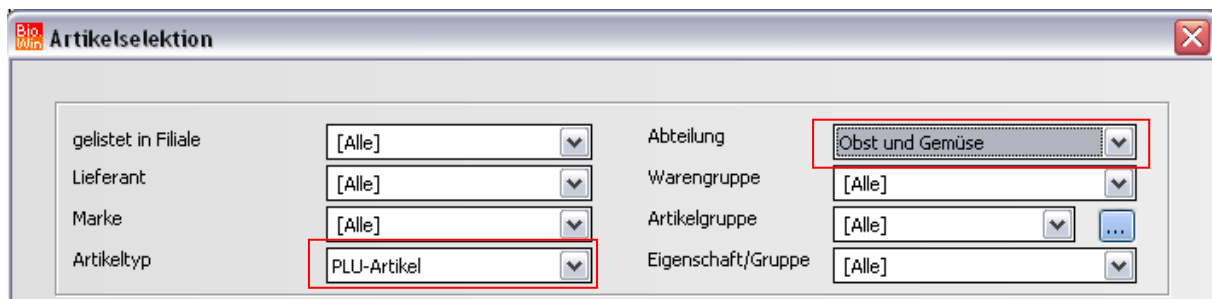 Bio. Win Artikelselektion
gelistet in Filiale [Alle] Abteilung Obst und Gemüse
Lieferant [Alle] Warengruppe [Alle]
Marke [Alle] Artikelgruppe [Alle] ...
Artikeltyp PLU-Artikel Eigenschaft/Gruppe [Alle]